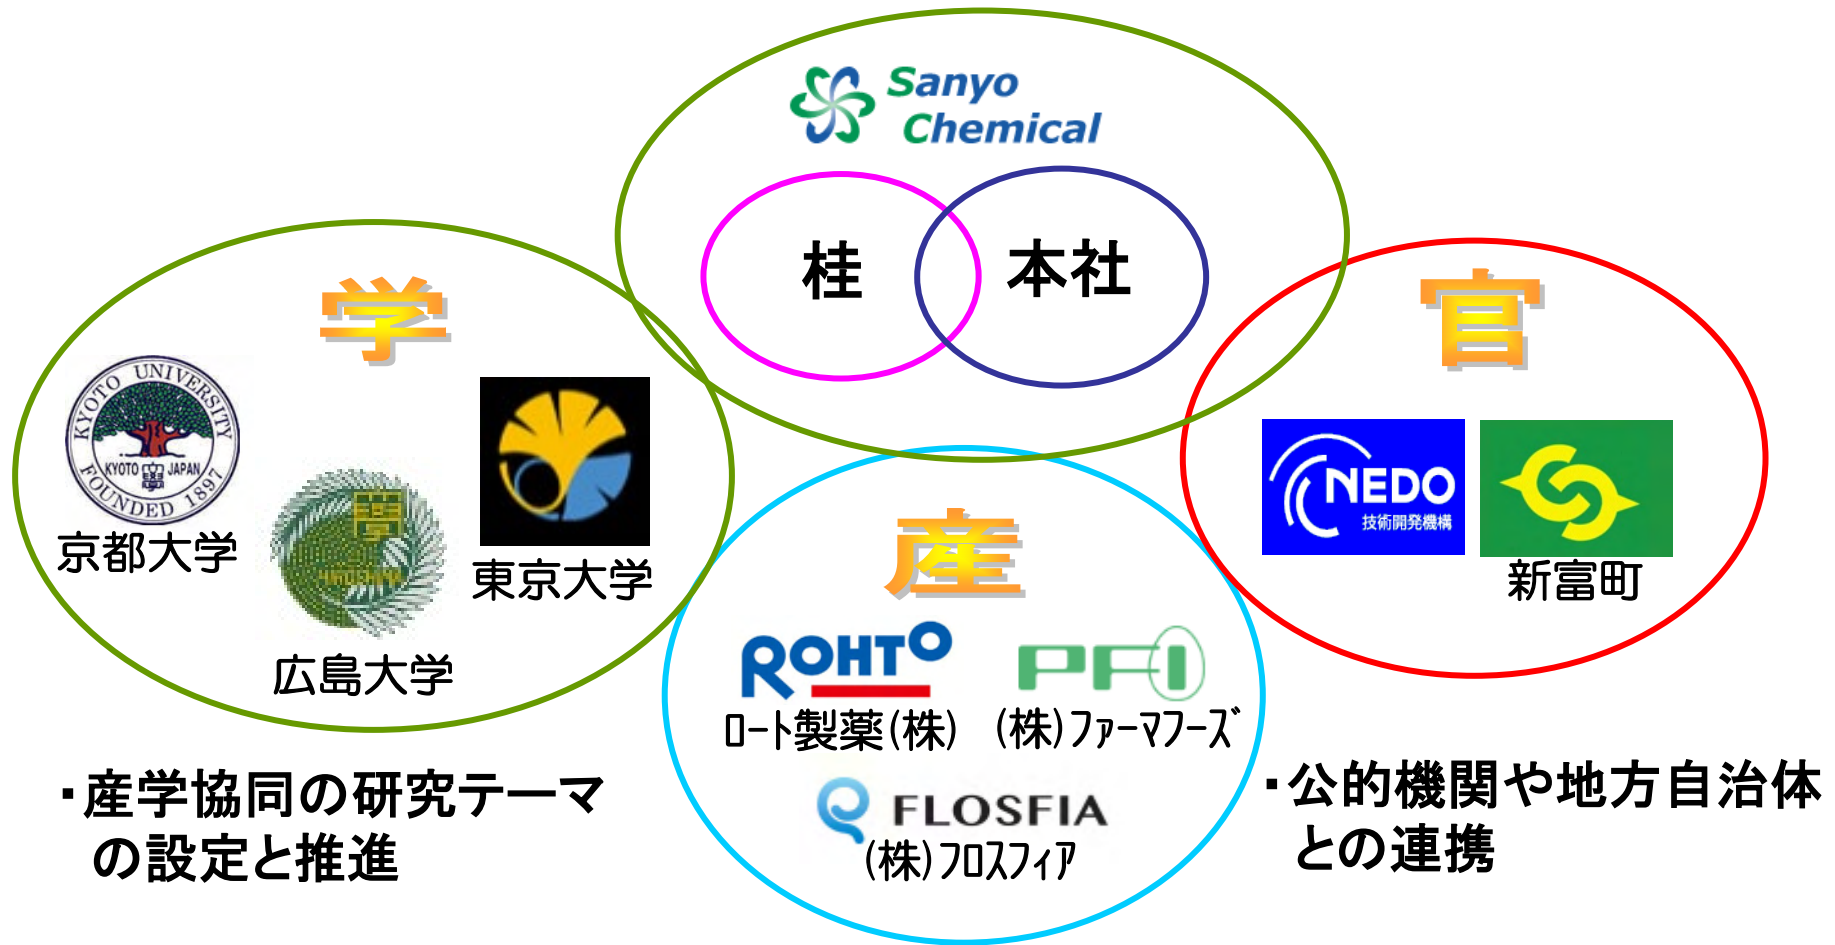 Sanyo
Chemical
桂
本社
学
KYOTO UNIVERSITY
KYOTO JAPAN
FOUNDED 1897
京都大学
学
HIROSHIMA
広島大学
東京大学
官
NEDO
技術開発機構
新富町
産
ROHTO
ロート製薬(株)
PFI
(株)ファーマフーズ
FLOSFIA
(株)フロスフィア
・産学協同の研究テーマ
の設定と推進
・公的機関や地方自治体
との連携